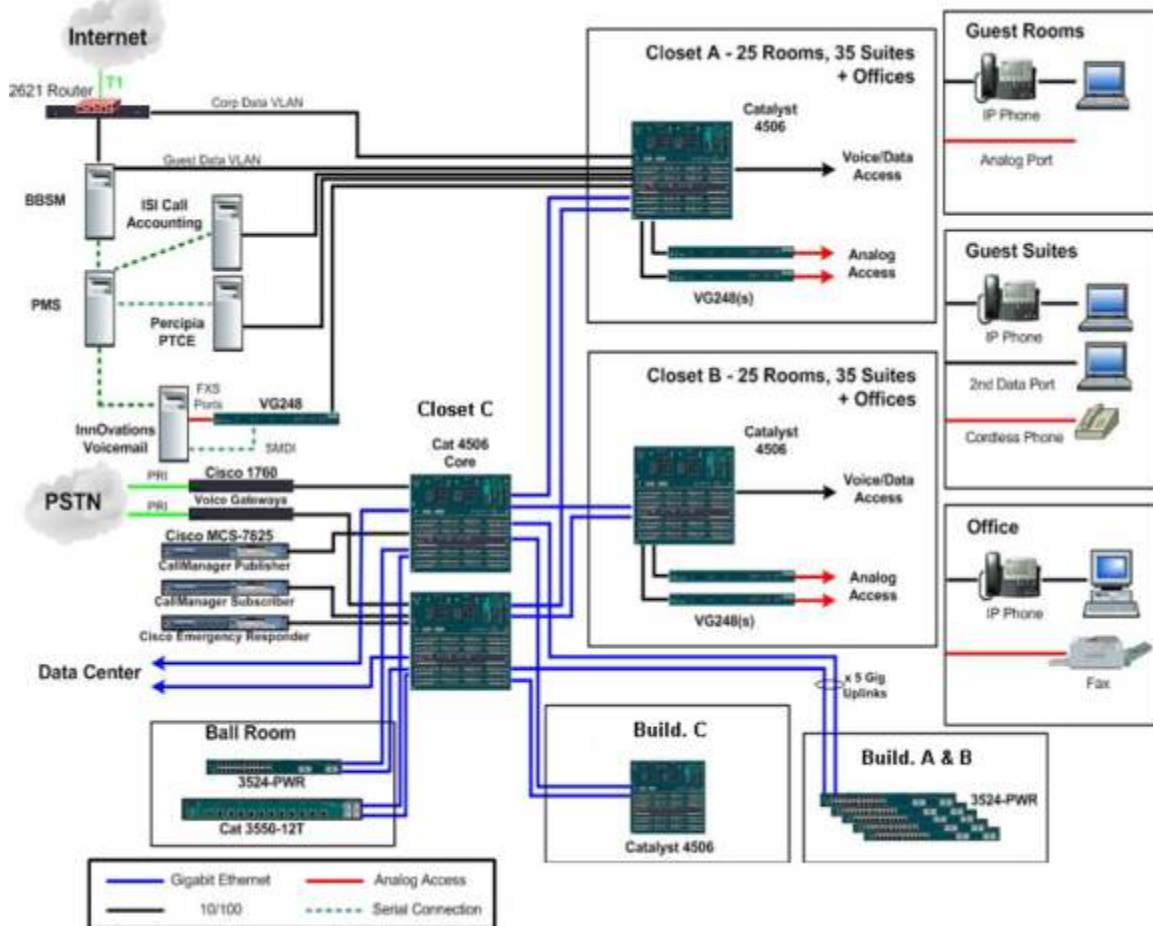 Internet
T1
2621 Router
Corp Data VLAN
Guest Data VLAN
BBSM
ISI Call
Accounting
PMS
Percipia
PTCE
FXS
Ports
VG248
InnOvations
Voicemail
SMDI
Closet A - 25 Rooms, 35 Suites
+ Offices
Catalyst
4506
Voice/Data
Access
Analog
Access
VG248(s)
Closet B - 25 Rooms, 35 Suites
+ Offices
Catalyst
4506
Voice/Data
Access
Analog
Access
VG248(s)
Guest Rooms
IP Phone
Analog Port
Guest Suites
IP Phone
2nd Data Port
Cordless Phone
Office
IP Phone
Fax
Closet C
Cat 4506
Core
PSTN
PRI
Cisco 1760
PRI
Voice Gateways
Cisco MCS-7825
CallManager Publisher
CallManager Subscriber
Cisco Emergency Responder
Data Center
x 5 Gig
Uplinks
Ball Room
3524-PWR
Cat 3550-12T
Build. C
Catalyst 4506
Build. A & B
3524-PWR
Gigabit Ethernet
Analog Access
10/100
Serial Connection